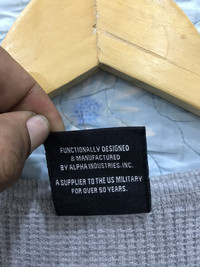 FUNCTIONALLY DESIGNED
& MANUFACTURED
BY ALPHA INDUSTRIES, INC.
A SUPPLIER TO THE US MILITARY
FOR OVER 50 YEARS.